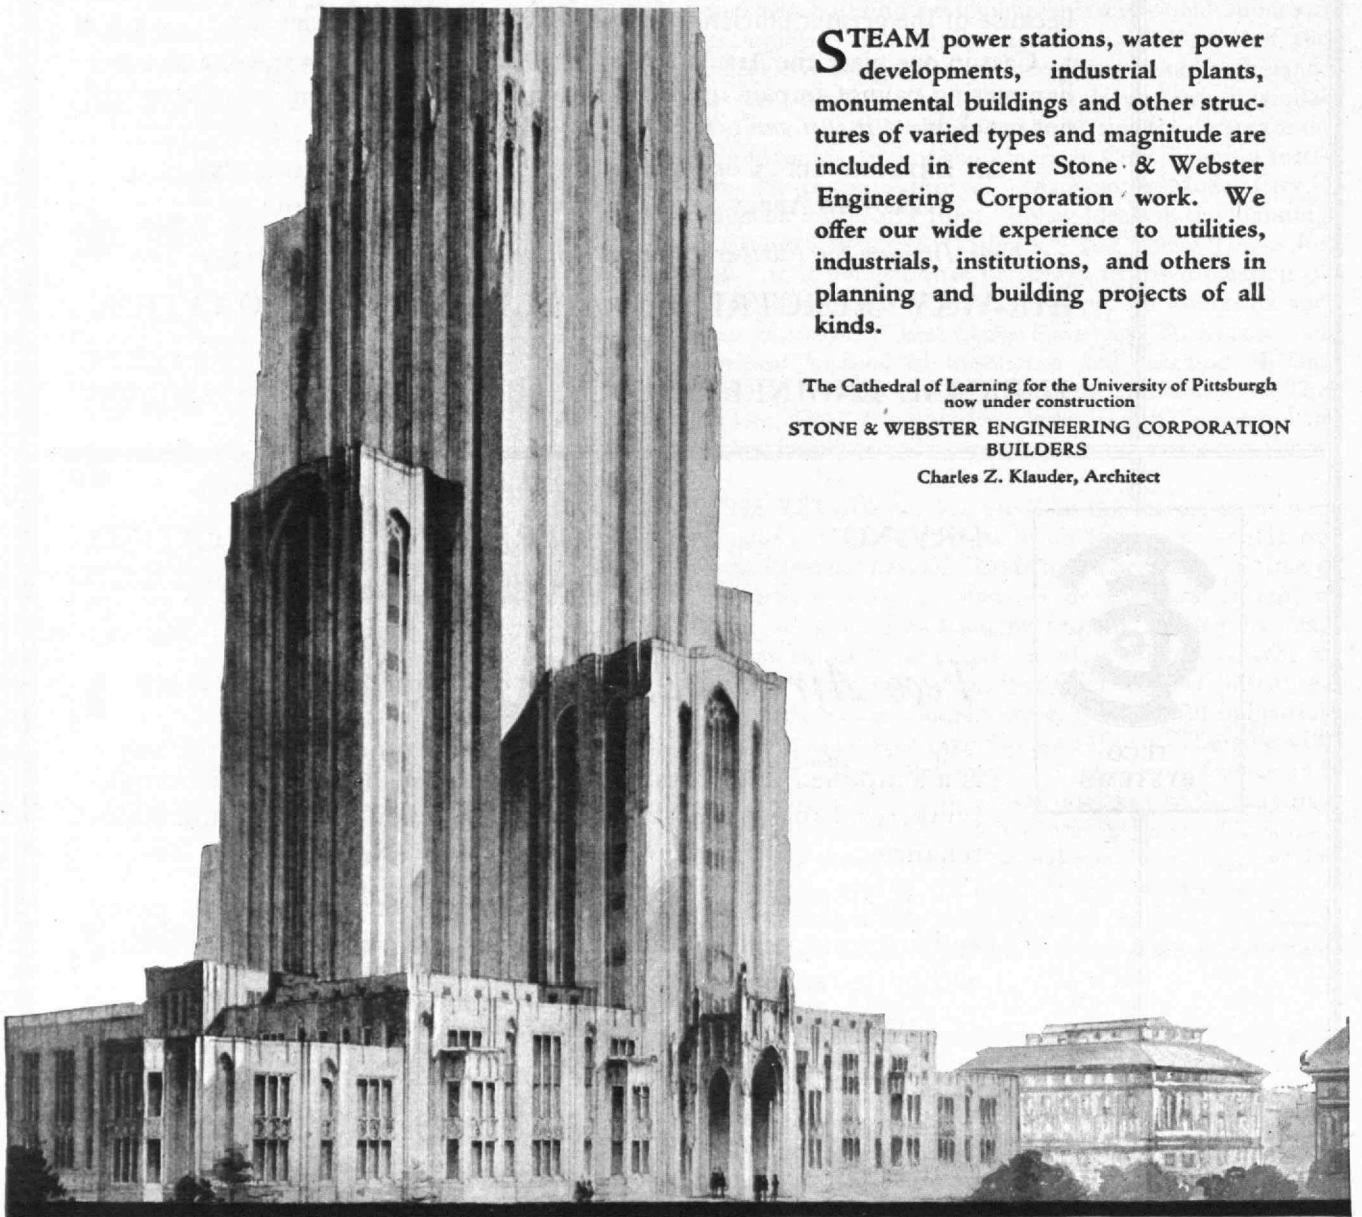 STEAM power stations, water power
developments, industrial plants,
monumental buildings and other struc-
tures of varied types and magnitude are
included in recent Stone & Webster
Engineering Corporation work. We
offer our wide experience to utilities,
industrials, institutions, and others in
planning and building projects of all
kinds.
The Cathedral of Learning for the University of Pittsburgh
now under construction
STONE & WEBSTER ENGINEERING CORPORATION
BUILDERS
Charles Z. Klauder, Architect